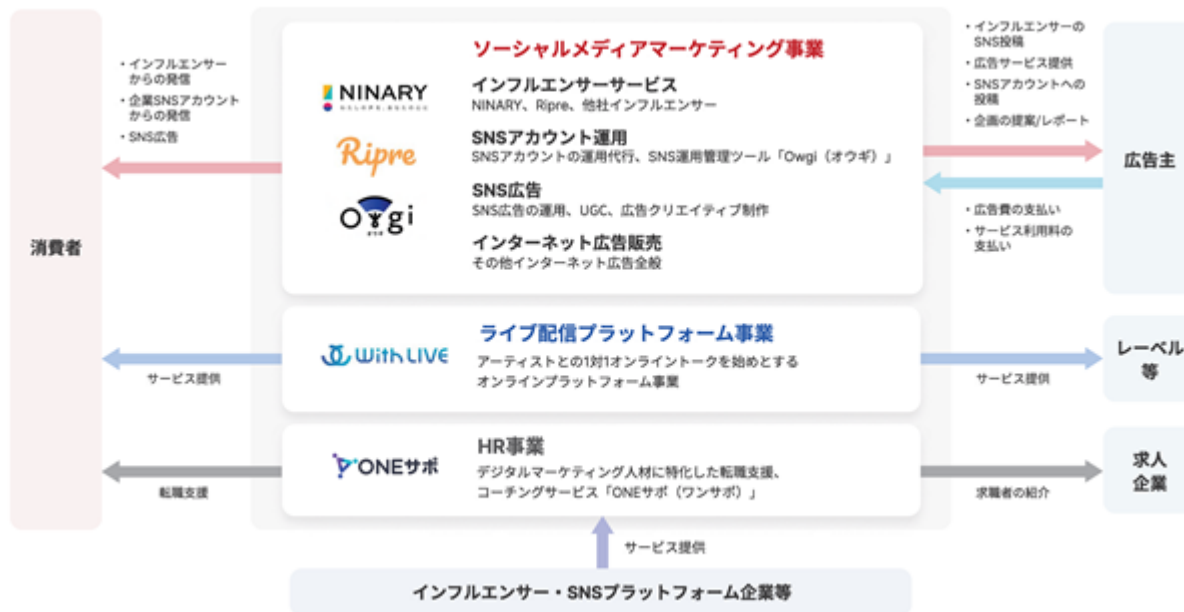 ソーシャルメディアマーケティング事業
インフルエンサーサービス
NINARY、Ripre、他社インフルエンサー
SNSアカウント運用
SNSアカウントの運用代行、SNS運用管理ツール「Owgi（オウギ）」
SNS広告
SNS広告の運用、UGC、広告クリエイティブ制作
インターネット広告販売
その他インターネット広告全般
NINARY
Ripre
Owgi
・インフルエンサー
からの発信
・企業SNSアカウント
からの発信
・SNS広告
・インフルエンサーの
SNS投稿
・広告サービス提供
・SNSアカウントへの
投稿
・企画の提案/レポート
・広告費の支払い
・サービス利用料の
支払い
消費者
広告主
With LIVE
ライブ配信プラットフォーム事業
アーティストとの1対1オンライントークを始めとする
オンラインプラットフォーム事業
サービス提供
サービス提供
レーベル
等
ONEサポ
HR事業
デジタルマーケティング人材に特化した転職支援、
コーチングサービス「ONEサポ（ワンサポ）」
転職支援
求職者の紹介
求人
企業
サービス提供
インフルエンサー・SNSプラットフォーム企業等